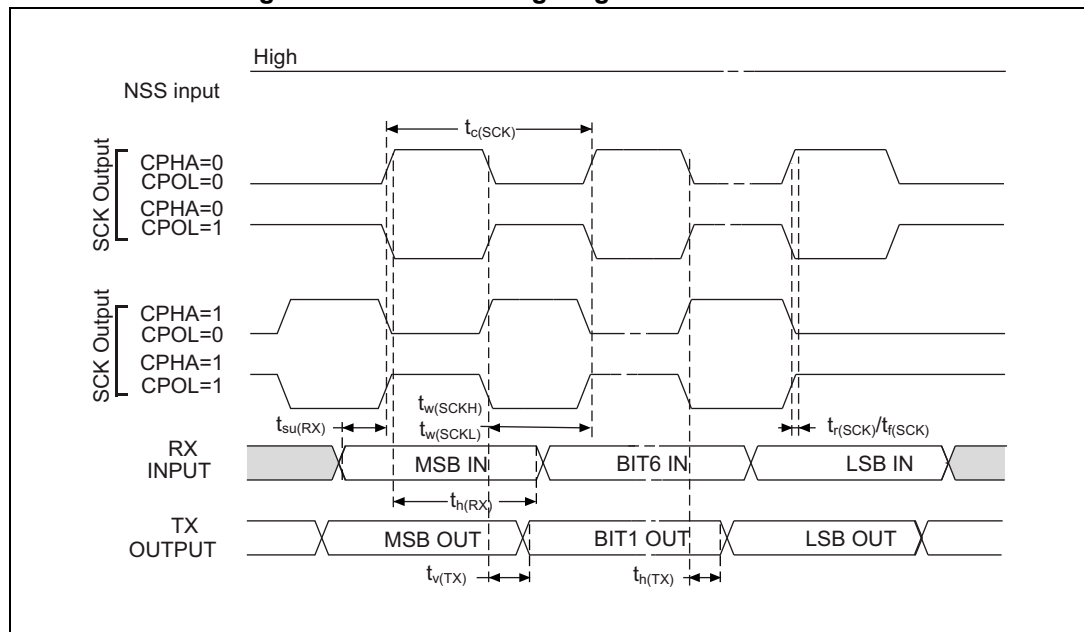 High
NSS input
t_c(SCK)
SCK Output
CPHA=0
CPOL=0
CPHA=0
CPOL=1
SCK Output
CPHA=1
CPOL=0
CPHA=1
CPOL=1
t_w(SCKH)
t_w(SCKL)
t_su(RX)
t_r(SCK)/t_f(SCK)
RX
INPUT
MSB IN
BIT6 IN
LSB IN
t_h(RX)
TX
OUTPUT
MSB OUT
BIT1 OUT
LSB OUT
t_v(TX)
t_h(TX)